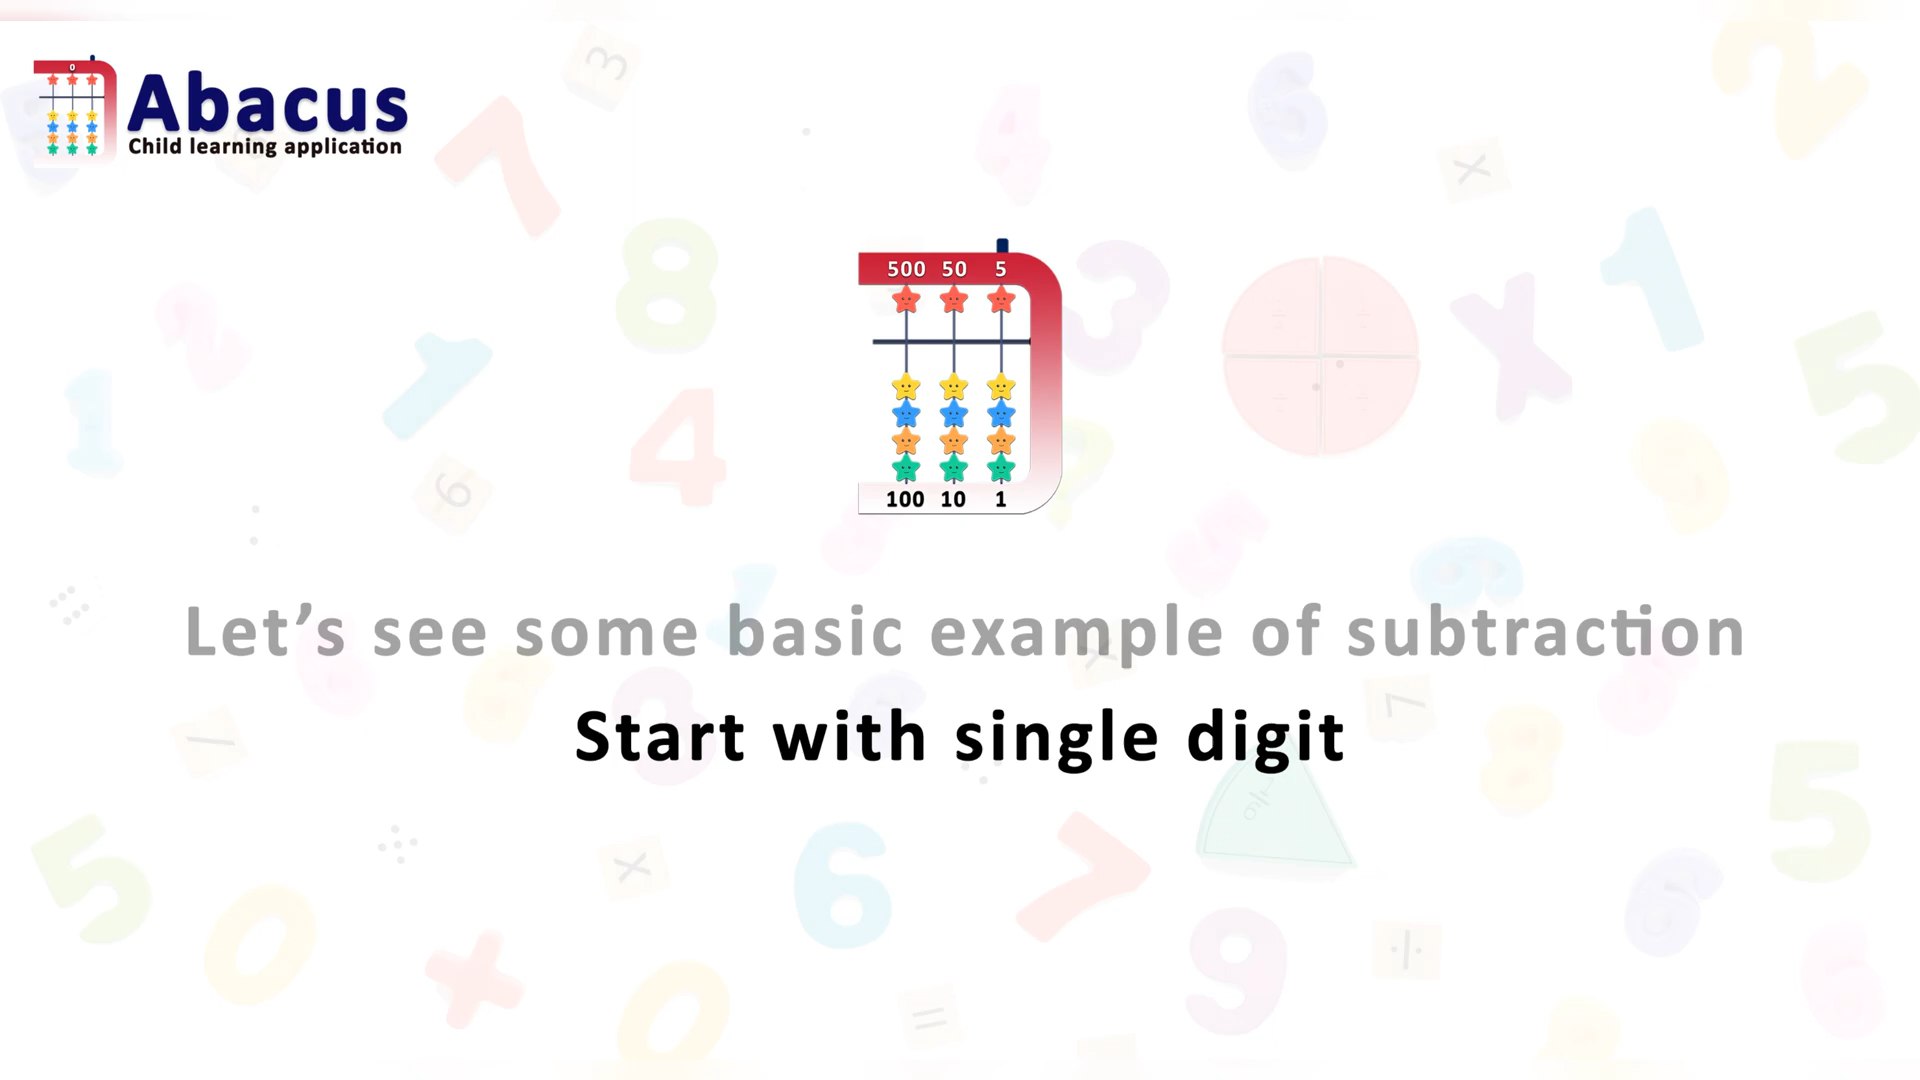 0
Abacus
Child learning application
500 50 5
100 10 1
Let’s see some basic example of subtraction
Start with single digit